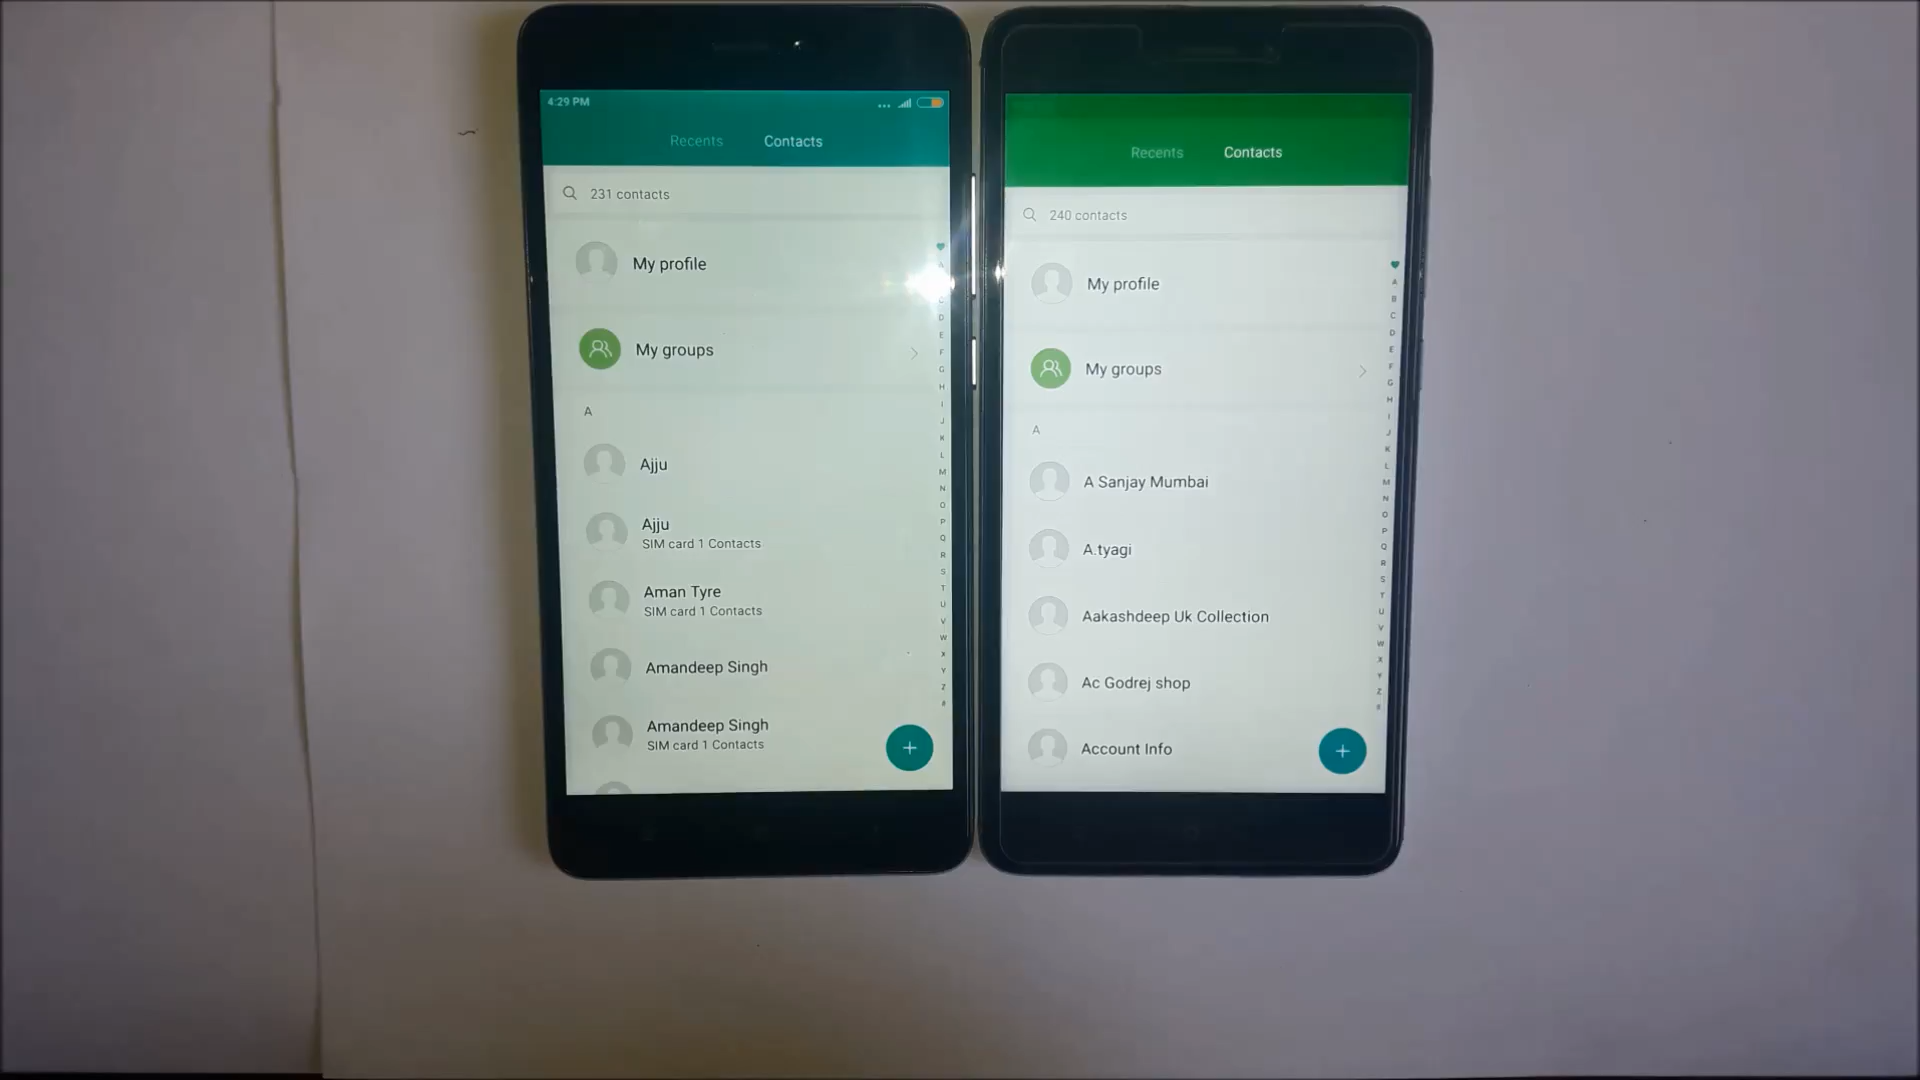 4:29 PM
Recents Contacts
231 contacts
My profile
My groups
A
Ajju
Ajju
SIM card 1 Contacts
Aman Tyre
SIM card 1 Contacts
Amandeep Singh
Amandeep Singh
SIM card 1 Contacts
C
D
E
F
G
H
I
J
K
L
M
N
O
P
Q
R
S
T
U
V
W
X
Y
Z
#
Recents Contacts
240 contacts
My profile
My groups
A
A Sanjay Mumbai
A.tyagi
Aakashdeep Uk Collection
Ac Godrej shop
Account Info
A
B
C
D
E
F
G
H
I
J
K
L
M
N
O
P
Q
R
S
T
U
V
W
X
Y
Z
#